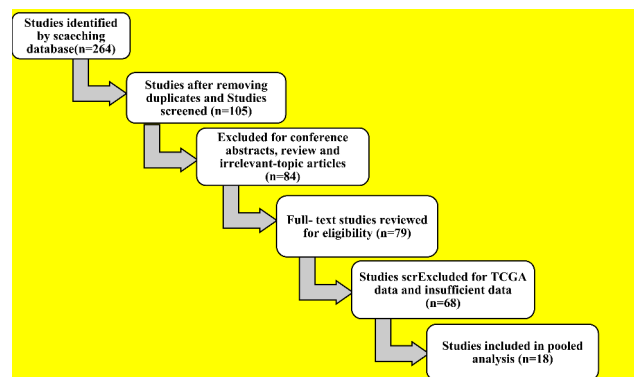 Studies identified
by scaeching
database(n=264)
Studies after removing
duplicates and Studies
screened (n=105)
Excluded for conference
abstracts, review and
irrelevant-topic articles
(n=84)
Full- text studies reviewed
for eligibility (n=79)
Studies scrExcluded for TCGA
data and insufficient data
(n=68)
Studies included in pooled
analysis (n=18)